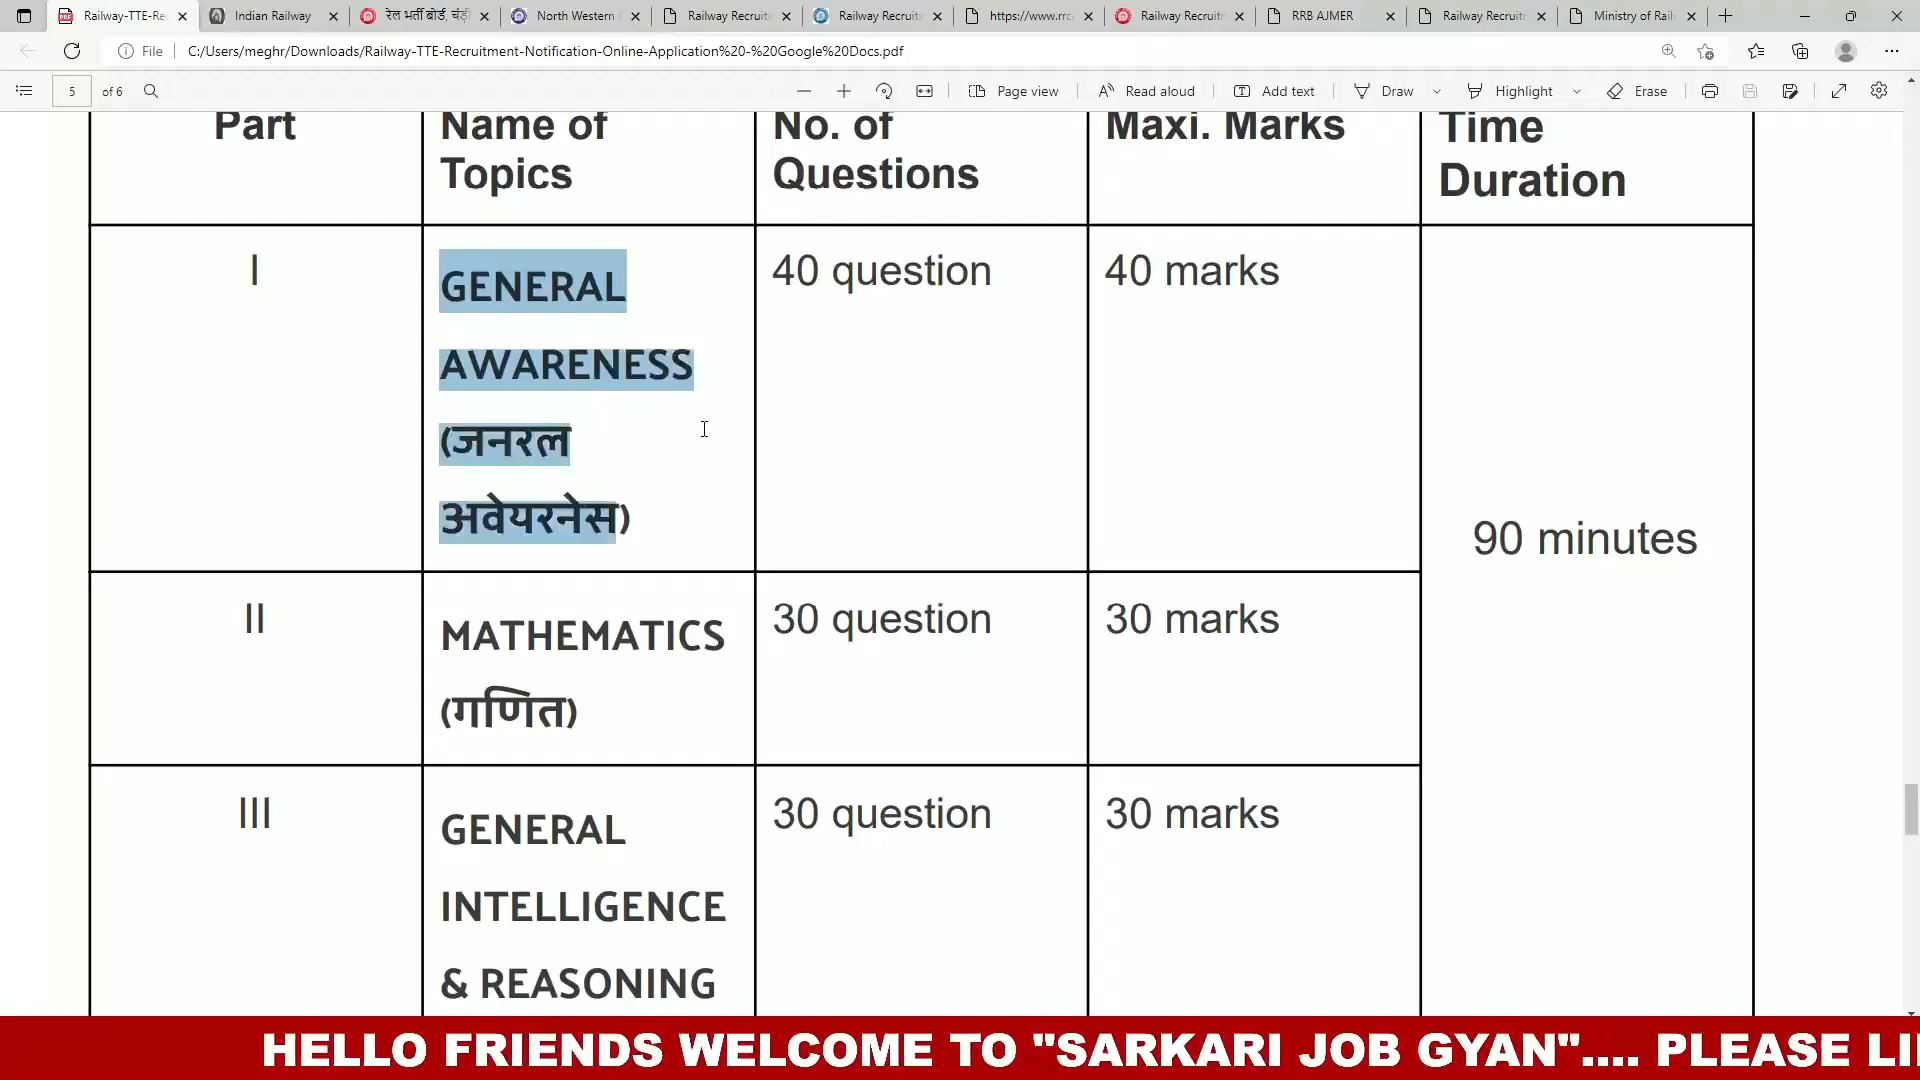 Railway-TTE-Re
Indian Railway
रेल भर्ती बोर्ड, चंडी
North Western
Railway Recruit
Railway Recruit
https://www.rrc
Railway Recruit
RRB AJMER
Railway Recruit
Ministry of Rail
File
C:/Users/meghr/Downloads/Railway-TTE-Recruitment-Notification-Online-Application%20-%20Google%20Docs.pdf
5 of 6
Page view
Read aloud
Add text
Draw
Highlight
Erase
Part
Name of
Topics
No. of
Questions
Maxi. Marks
Time
Duration
I
GENERAL
AWARENESS
(जनरल
अवेयरनेस)
40 question
40 marks
90 minutes
II
MATHEMATICS
(गणित)
30 question
30 marks
III
GENERAL
INTELLIGENCE
& REASONING
30 question
30 marks
HELLO FRIENDS WELCOME TO "SARKARI JOB GYAN".... PLEASE LI